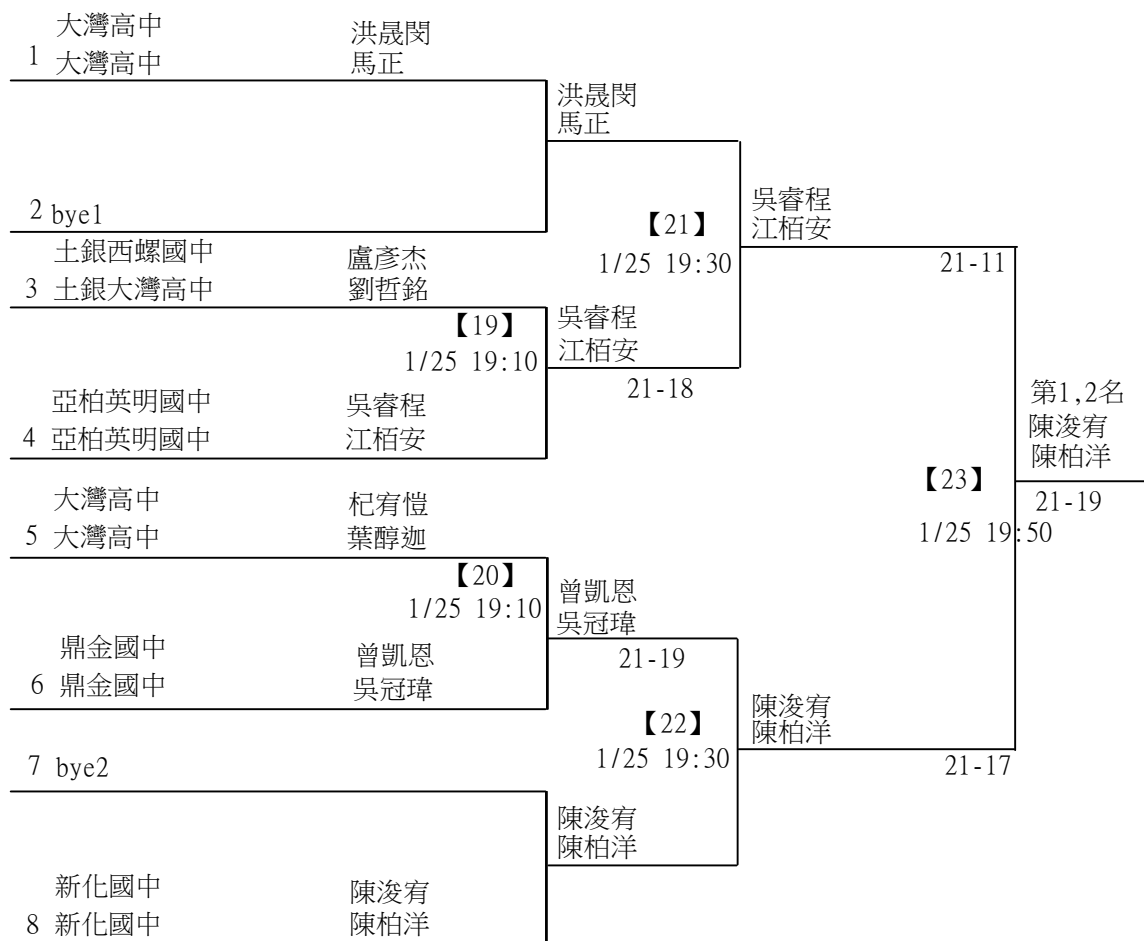 大灣高中 洪晟閔
1 大灣高中 馬正
洪晟閔
馬正
2 bye1
吳睿程
【21】 江栢安
土銀西螺國中 盧彥杰
1/25 19:30 21-11
3 土銀大灣高中 劉哲銘
【19】 吳睿程
1/25 19:10 江栢安
21-18
第1,2名
亞柏英明國中 吳睿程
陳浚宥
4 亞柏英明國中 江栢安
陳柏洋
【23】
大灣高中 杞宥愷
21-19
5 大灣高中 葉醇迦
1/25 19:50
【20】
1/25 19:10 曾凱恩
吳冠瑋
鼎金國中 曾凱恩
21-19
6 鼎金國中 吳冠瑋
陳浚宥
【22】 陳柏洋
1/25 19:30
7 bye2 21-17
陳浚宥
陳柏洋
新化國中 陳浚宥
8 新化國中 陳柏洋